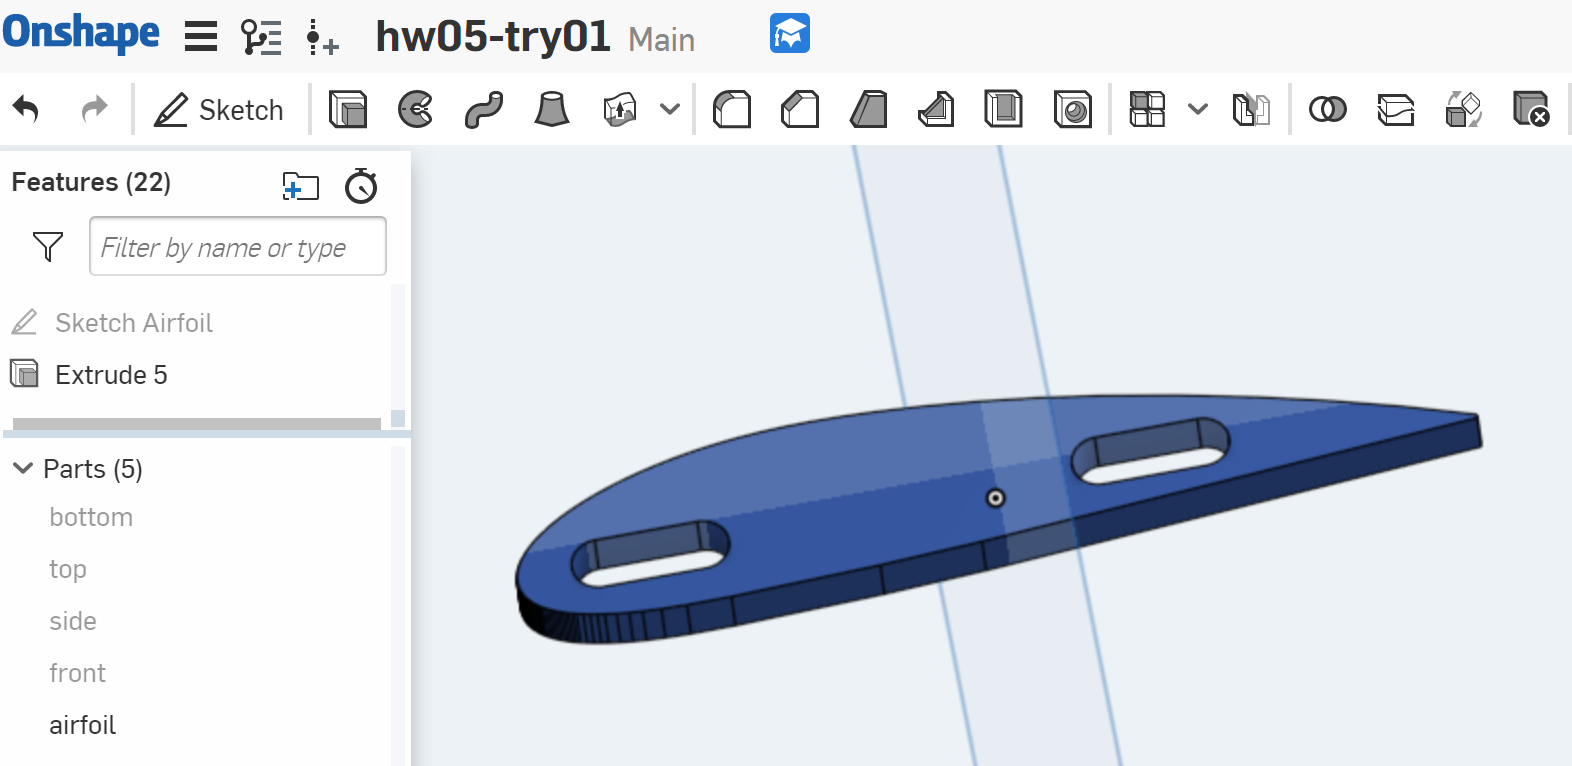 Onshape hw05-try01 Main
Sketch
Features (22)
Filter by name or type
Sketch Airfoil
Extrude 5
Parts (5)
bottom
top
side
front
airfoil